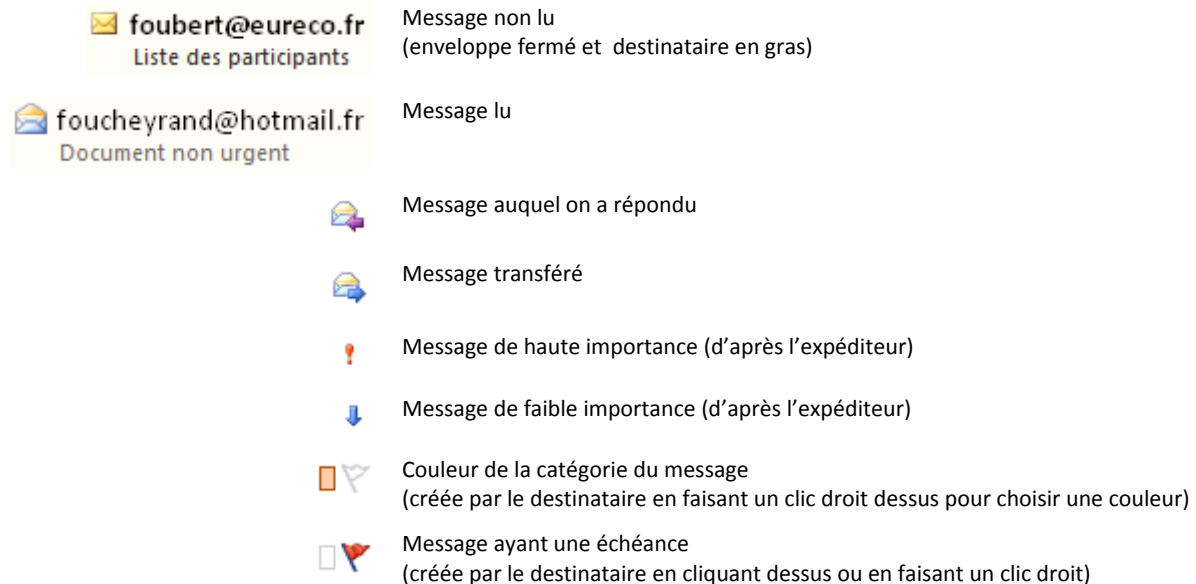 foubert@eureco.fr
Liste des participants
Message non lu
(enveloppe fermé et destinataire en gras)
foucheyrand@hotmail.fr
Document non urgent
Message lu
Message auquel on a répondu
Message transféré
Message de haute importance (d’après l’expéditeur)
Message de faible importance (d’après l’expéditeur)
Couleur de la catégorie du message
(créée par le destinataire en faisant un clic droit dessus pour choisir une couleur)
Message ayant une échéance
(créée par le destinataire en cliquant dessus ou en faisant un clic droit)